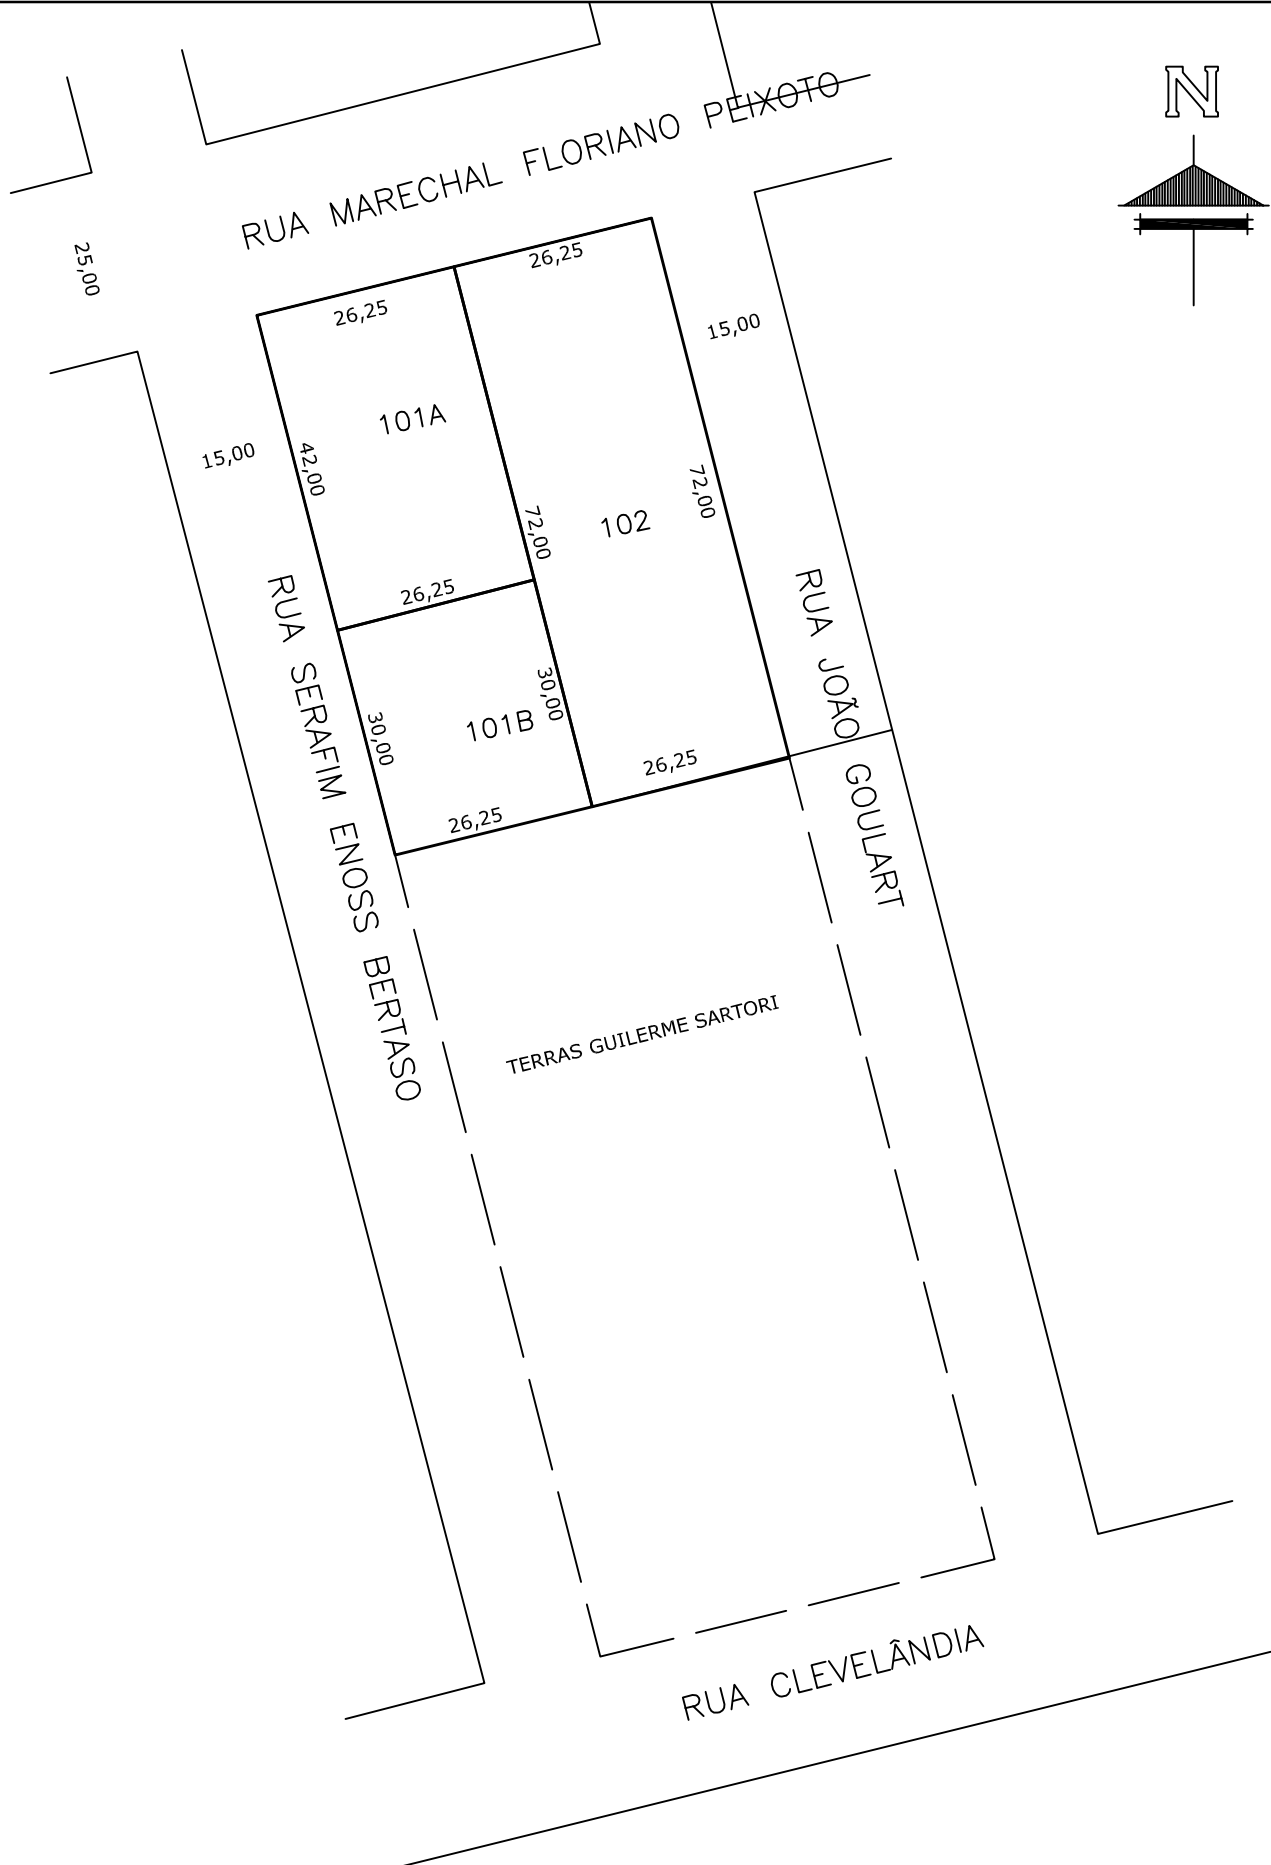 N
RUA MARECHAL FLORIANO PEIXOTO
25,00
26,25
26,25
15,00
101A
15,00
42,00
72,00
102
72,00
26,25
RUA SERAFIM ENOSS BERTASO
RUA JOÃO GOULART
30,00
101B
30,00
26,25
26,25
TERRAS GUILERME SARTORI
RUA CLEVELÂNDIA